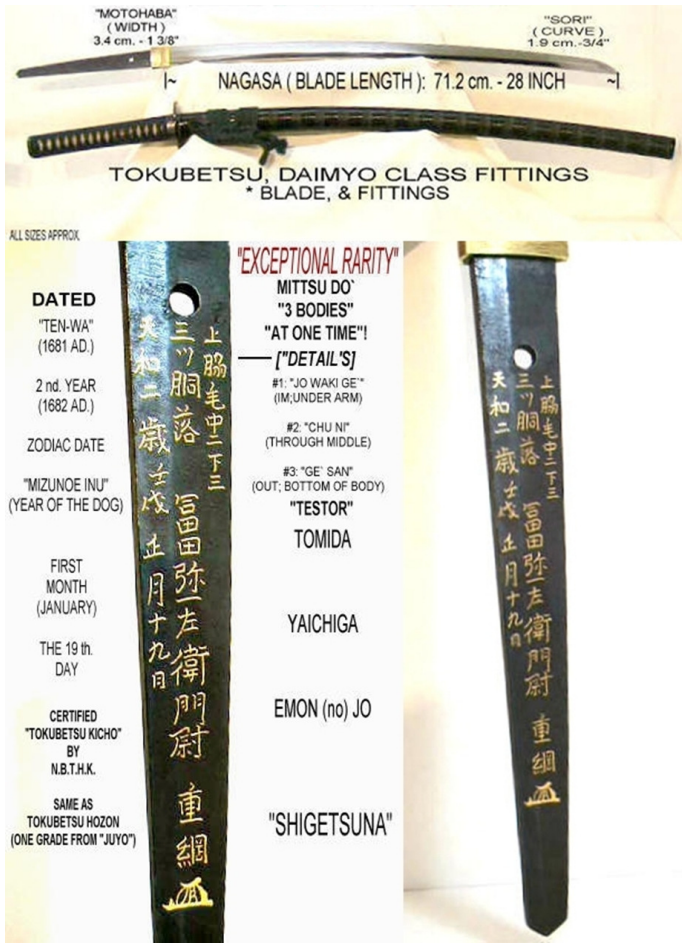 "MOTOHABA"
( WIDTH )
3.4 cm. - 1 3/8"
"SORI"
( CURVE )
1.9 cm.-3/4"
|~ NAGASA ( BLADE LENGTH ): 71.2 cm. - 28 INCH ~|
TOKUBETSU, DAIMYO CLASS FITTINGS
* BLADE, & FITTINGS
ALL SIZES APPROX.
DATED
"TEN-WA"
(1681 AD.)
2 nd. YEAR
(1682 AD.)
ZODIAC DATE
"MIZUNOE INU"
(YEAR OF THE DOG)
FIRST
MONTH
(JANUARY)
THE 19 th.
DAY
CERTIFIED
"TOKUBETSU KICHO"
BY
N.B.T.H.K.
SAME AS
TOKUBETSU HOZON
(ONE GRADE FROM "JUYO")
上脇毛中二下三
三ツ胴落 冨田弥一左衛門尉 重綱
天和二歳壬戌正月十九日
"EXCEPTIONAL RARITY"
MITTSU DO`
"3 BODIES"
"AT ONE TIME"!
["DETAIL'S]
#1: "JO WAKI GE`"
(IM;UNDER ARM)
#2: "CHU NI"
(THROUGH MIDDLE)
#3: "GE` SAN"
(OUT; BOTTOM OF BODY)
"TESTOR"
TOMIDA
YAICHIGA
EMON (no) JO
"SHIGETSUNA"
上脇毛中二下三
三ツ胴落 冨田弥一左衛門尉 重綱
天和二歳壬戌正月十九日